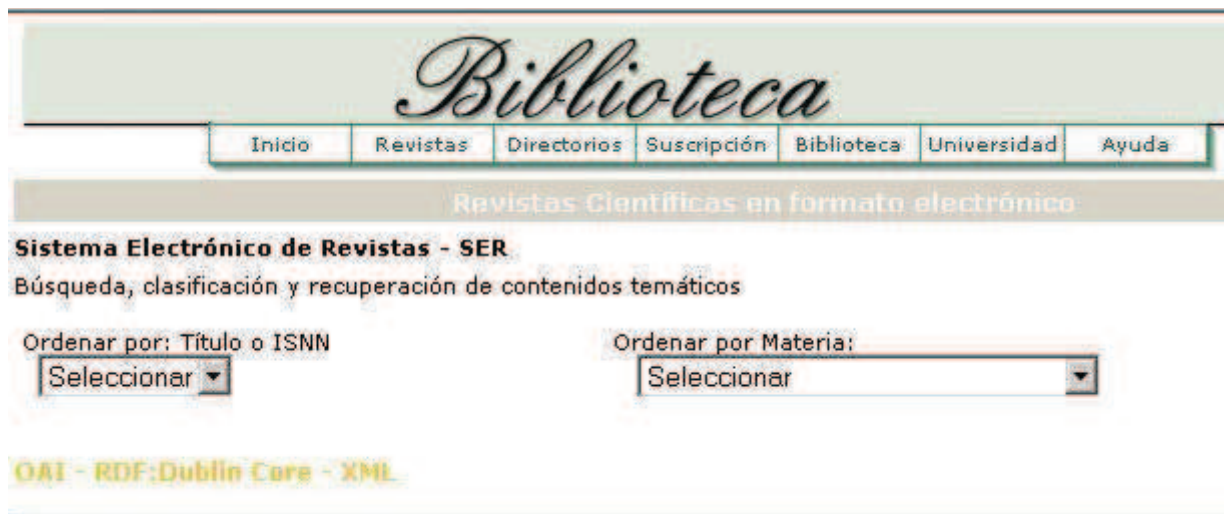 Biblioteca
Inicio Revistas Directorios Suscripción Biblioteca Universidad Ayuda
Revistas Científicas en formato electrónico
Sistema Electrónico de Revistas - SER
Búsqueda, clasificación y recuperación de contenidos temáticos
Ordenar por: Título o ISNN Ordenar por Materia:
Seleccionar Seleccionar
OAI - RDF:Dublin Core - XML